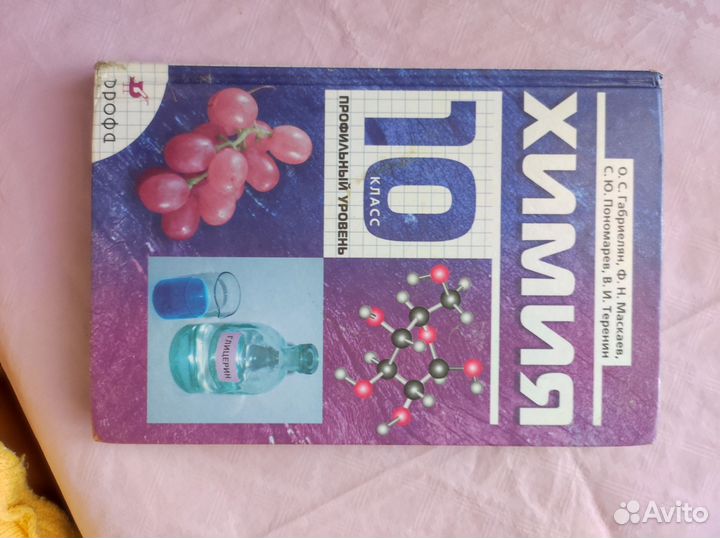 О. С. Габриелян, Ф. Н. Маскаев,
С. Ю. Пономарев, В. И. Теренин
ХИМИЯ
10
КЛАСС
ПРОФИЛЬНЫЙ УРОВЕНЬ
ГЛИЦЕРИН
дрофа
Avito